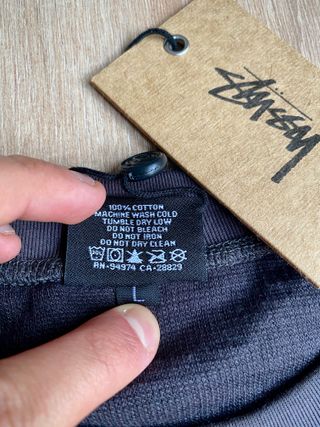 Stüssy
100% COTTON
MACHINE WASH COLD
TUMBLE DRY LOW
DO NOT BLEACH
DO NOT IRON
DO NOT DRY CLEAN
RN-94974 CA-28829
L